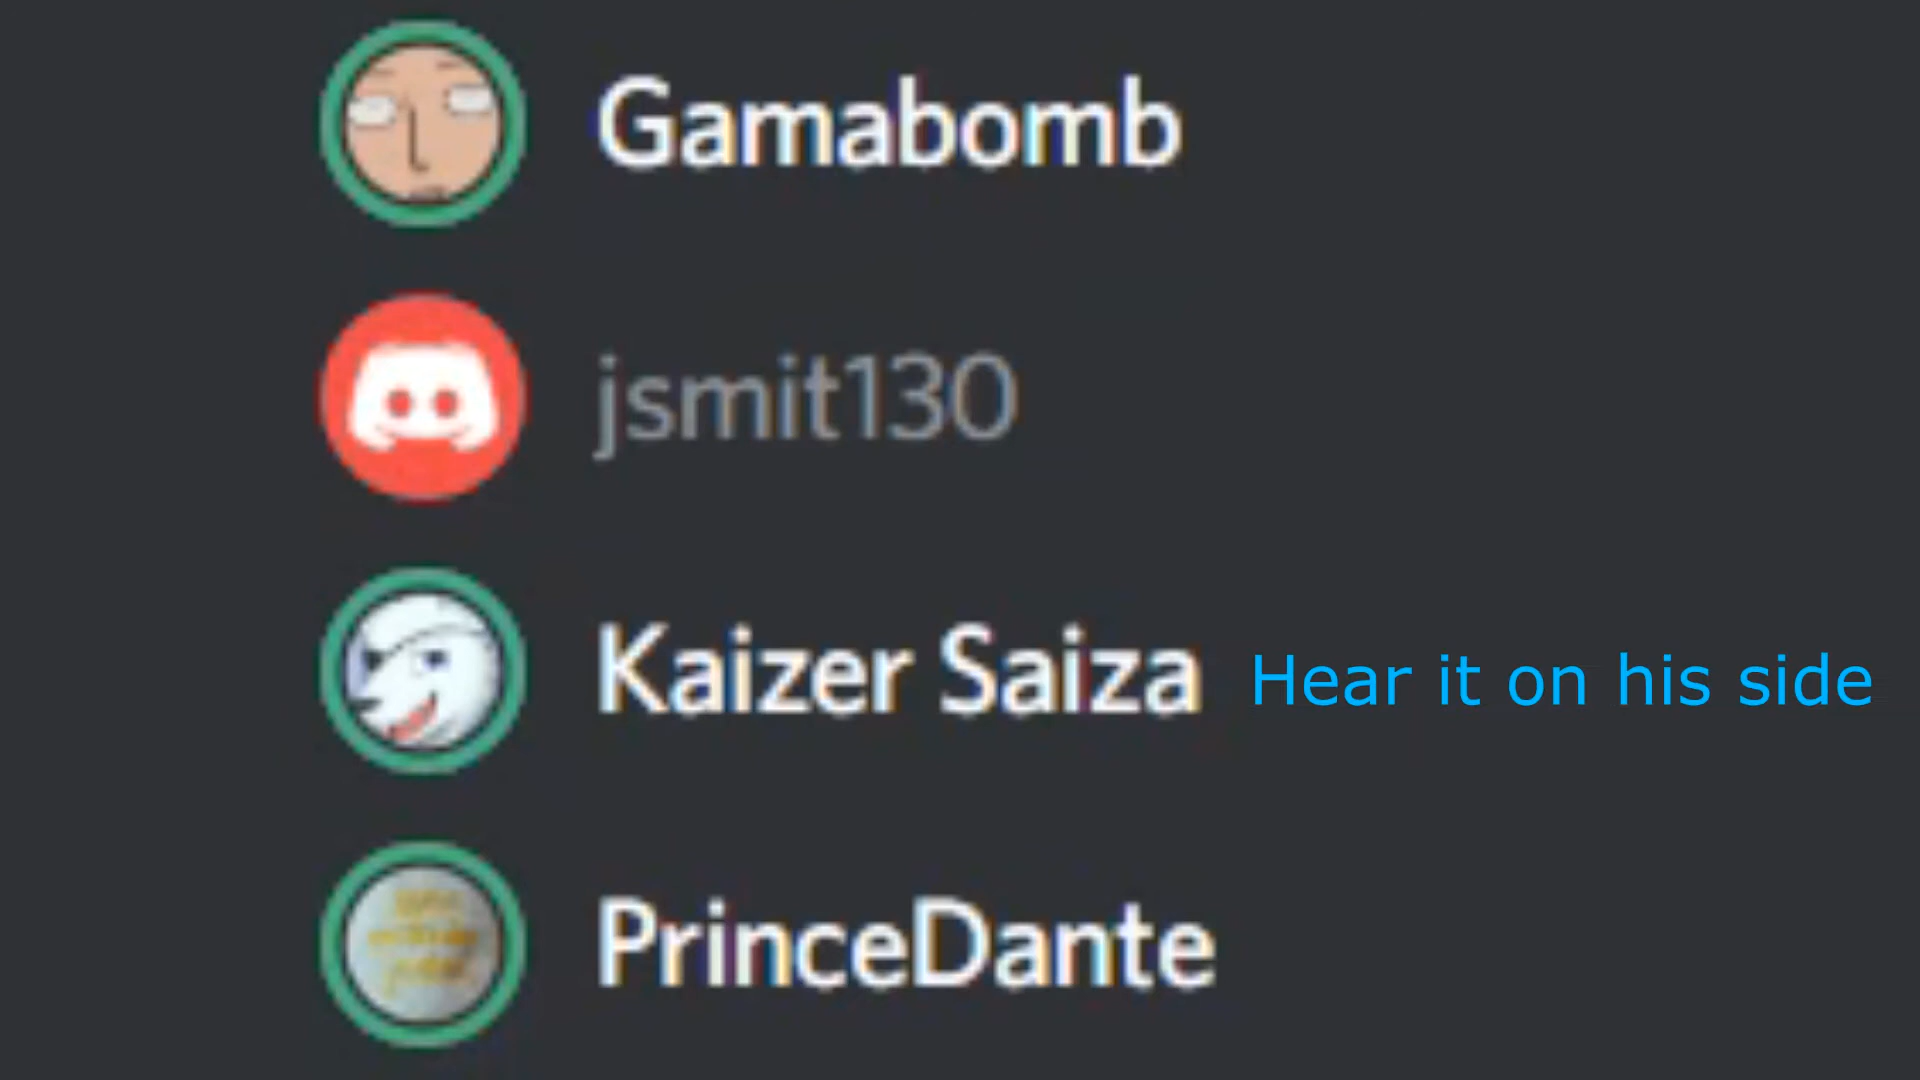 Gamabomb
jsmit130
Kaizer Saiza Hear it on his side
PrinceDante